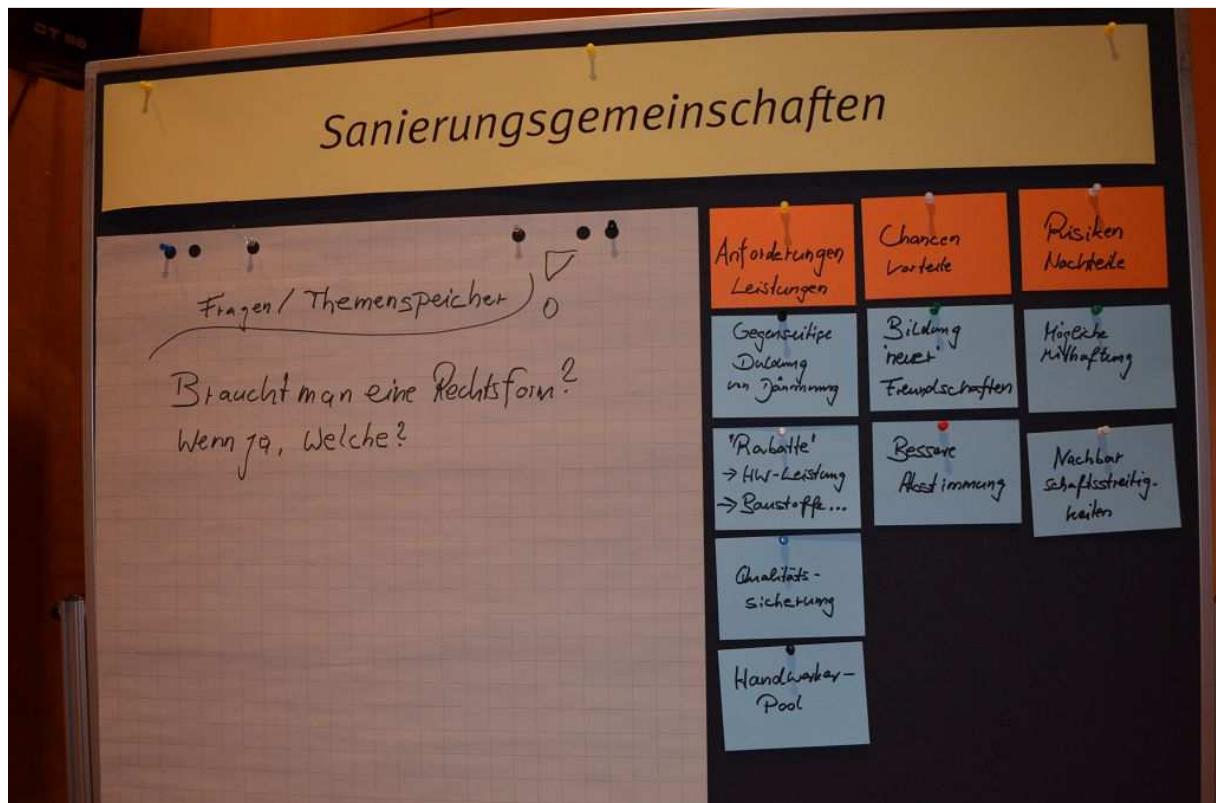 Sanierungsgemeinschaften
Fragen / Themenspeicher
Braucht man eine Rechtsform?
Wenn ja, Welche?
Anforderungen
Leistungen
Gegenseitige
Duldung
von Dämmung
'Rabatte'
→ HW-Leistung
→ Baustoffe...
Qualitäts-
sicherung
Handwerker-
Pool
Chancen
Vorteile
Bildung
'neuer'
Freundschaften
Bessere
Abstimmung
Risiken
Nachteile
Mögliche
Mithaftung
Nachbar
schaftsstreitig-
keiten